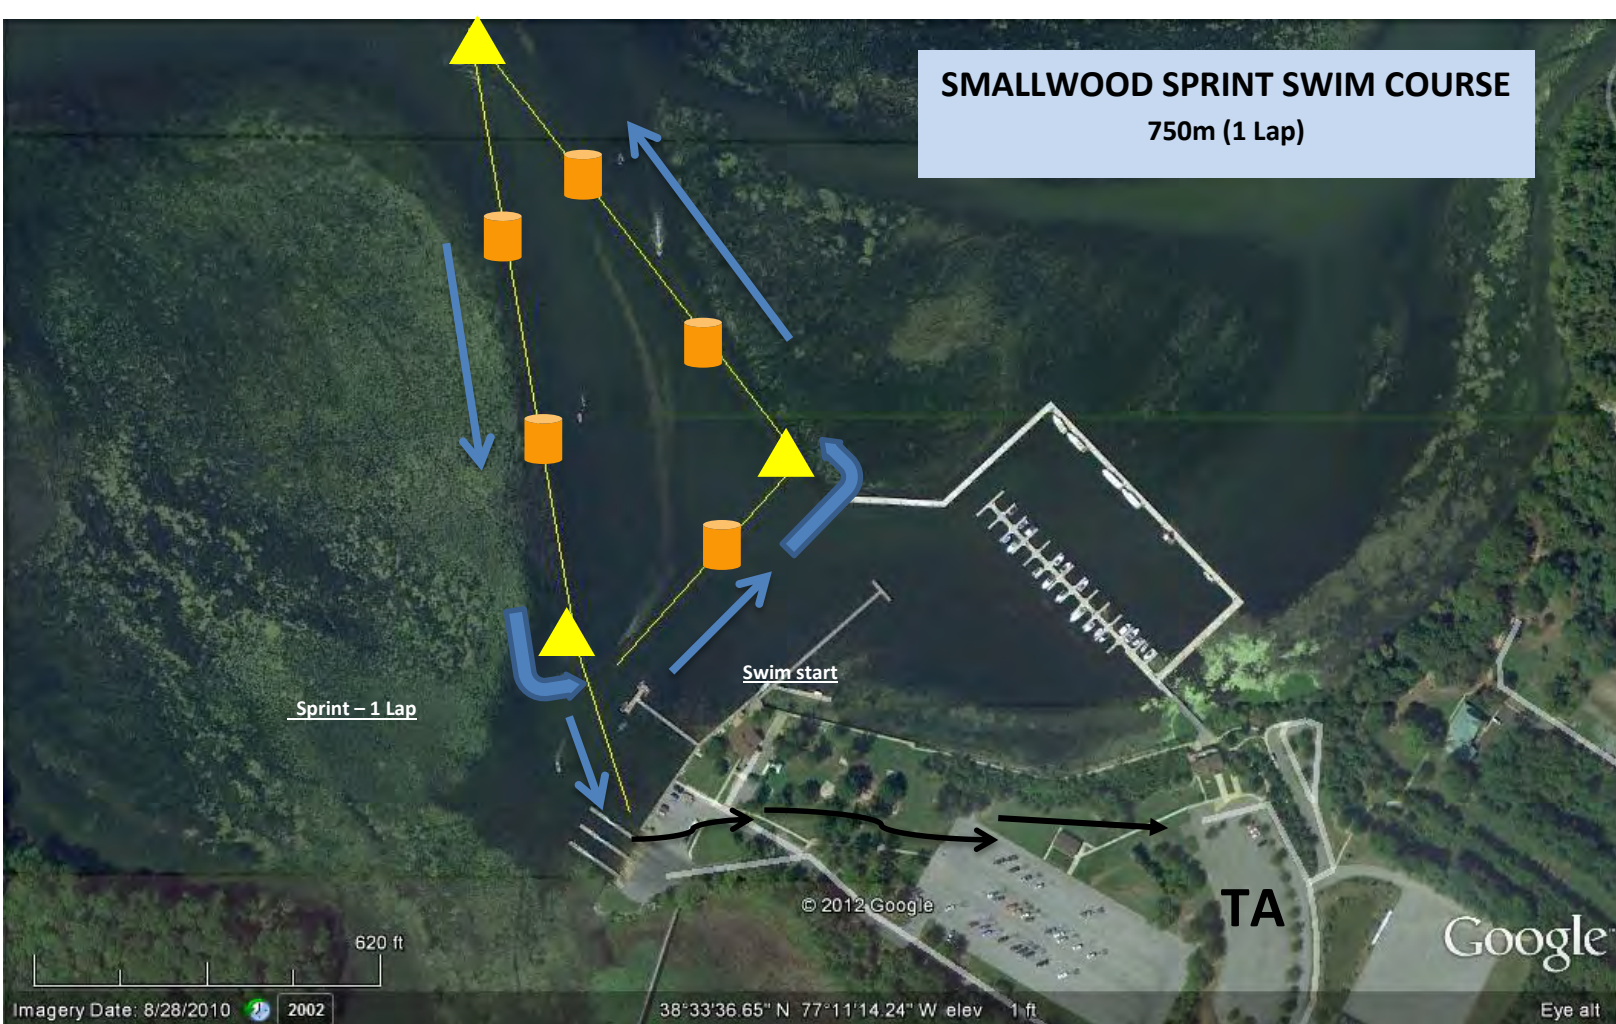 SMALLWOOD SPRINT SWIM COURSE
750m (1 Lap)
Swim start
Sprint – 1 Lap
TA
© 2012 Google
Google
620 ft
Imagery Date: 8/28/2010 2002 38°33'36.65" N 77°11'14.24" W elev 1 ft Eye alt